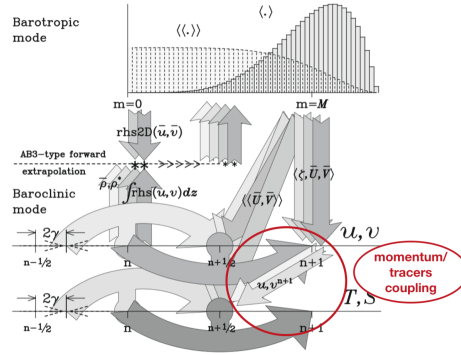 Barotropic
mode
⟨⟨.⟩⟩
⟨.⟩
m=0
m=M
rhs2D(u̅,v̅)
AB3-type forward
extrapolation
** >>>>>> **
ρ̅,ρ*
∫rhs(u,v)dz
⟨⟨U̅,V̅⟩⟩
⟨ζ,U̅,V̅⟩
Baroclinic
mode
2γ
u,v
n-1/2
n
n+1/2
n+1
momentum/
tracers
coupling
u,vⁿ⁺¹
T,S
2γ
n-1/2
n
n+1/2
n+1